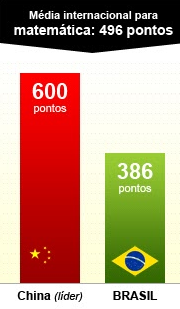 Média internacional para
matemática: 496 pontos
600
pontos
386
pontos
China (líder)
BRASIL